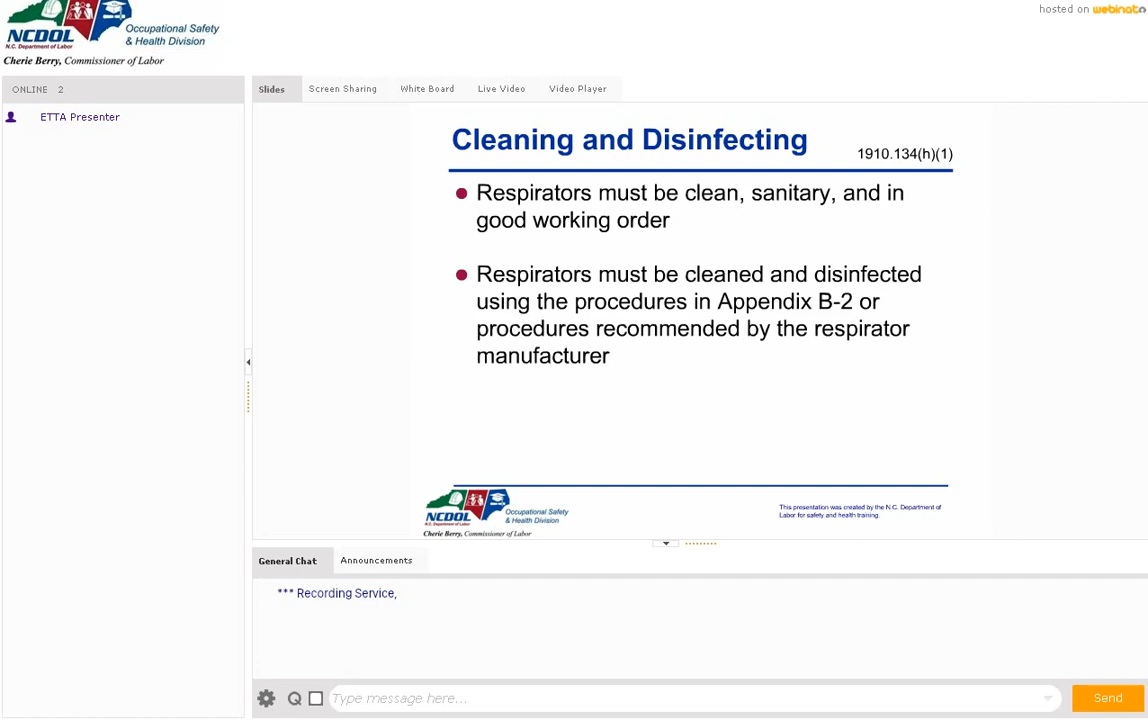 hosted on webinato
NCDOL
N.C. Department of Labor
Occupational Safety
& Health Division
Cherie Berry, Commissioner of Labor
ONLINE 2
ETTA Presenter
Slides Screen Sharing White Board Live Video Video Player
Cleaning and Disinfecting
1910.134(h)(1)
Respirators must be clean, sanitary, and in
good working order
Respirators must be cleaned and disinfected
using the procedures in Appendix B-2 or
procedures recommended by the respirator
manufacturer
NCDOL
N.C. Department of Labor
Occupational Safety
& Health Division
Cherie Berry, Commissioner of Labor
This presentation was created by the N.C. Department of
Labor for safety and health training.
General Chat Announcements
*** Recording Service,
Q
Type message here...
Send